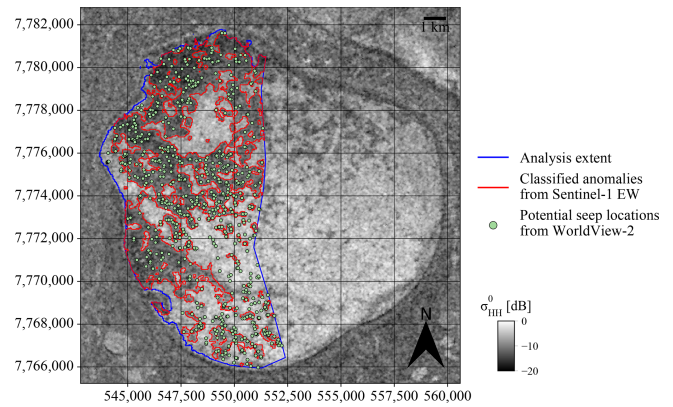 7,782,000
7,780,000
7,778,000
7,776,000
7,774,000
7,772,000
7,770,000
7,768,000
7,766,000
545,000 547,500 550,000 552,500 555,000 557,500 560,000
1 km
N
Analysis extent
Classified anomalies
from Sentinel-1 EW
Potential seep locations
from WorldView-2
σ⁰HH [dB]
0
−10
−20